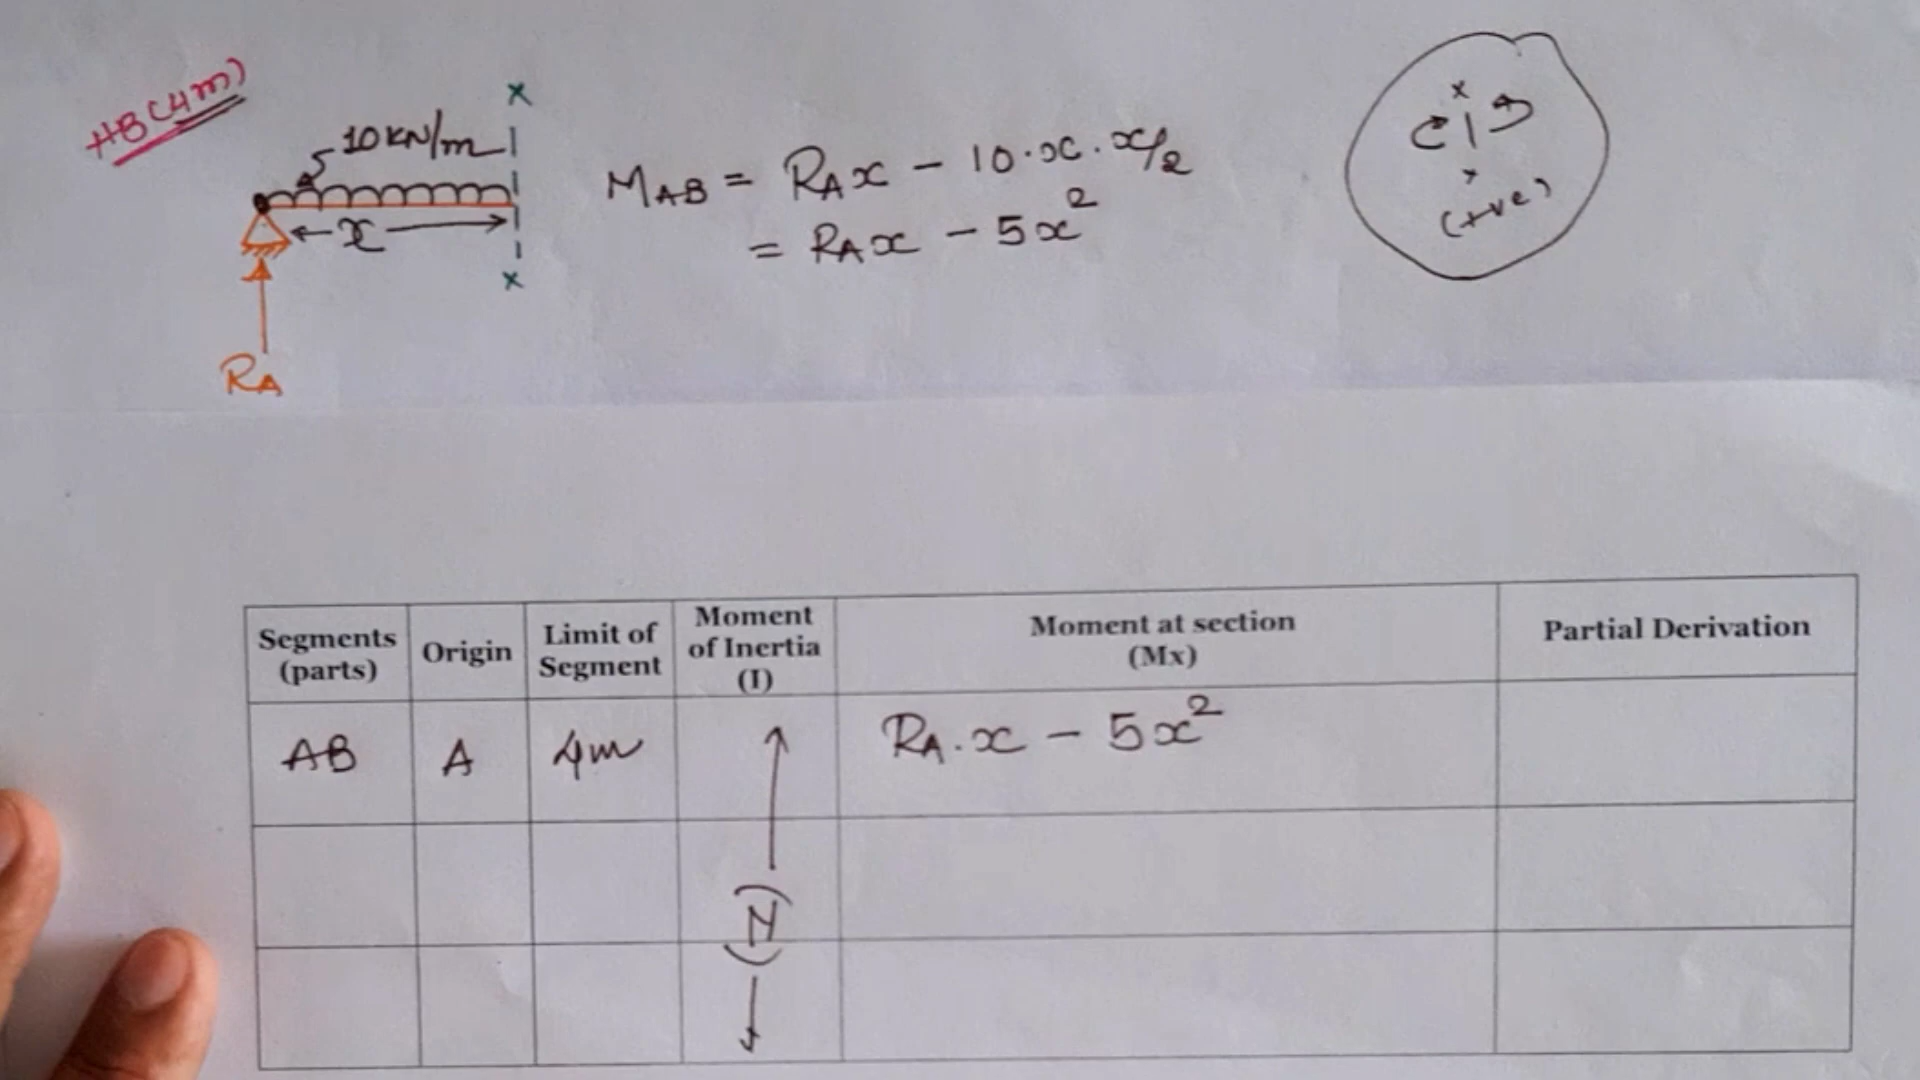 AB (4m)
10 kN/m
x
x
x
RA
MAB = RAx - 10·x·x/2
= RAx - 5x²
x
x
(+ve)
Segments (parts)
Origin
Limit of Segment
Moment of Inertia (I)
Moment at section (Mx)
Partial Derivation
AB
A
4m
RA.x - 5x²
(I)